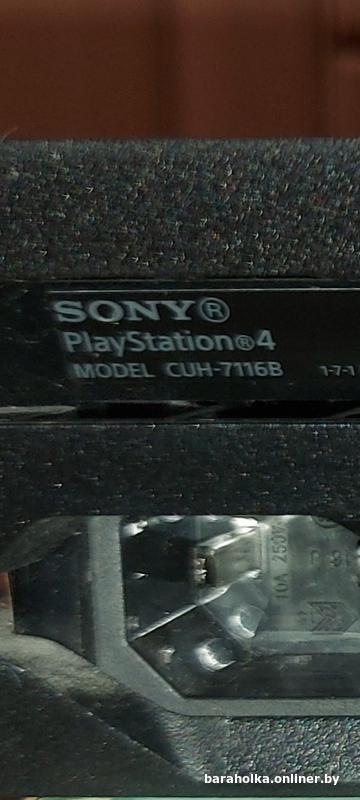 SONY®
PlayStation®4
MODEL CUH-7116B 1-7-1
10A 250V
baraholka.onliner.by